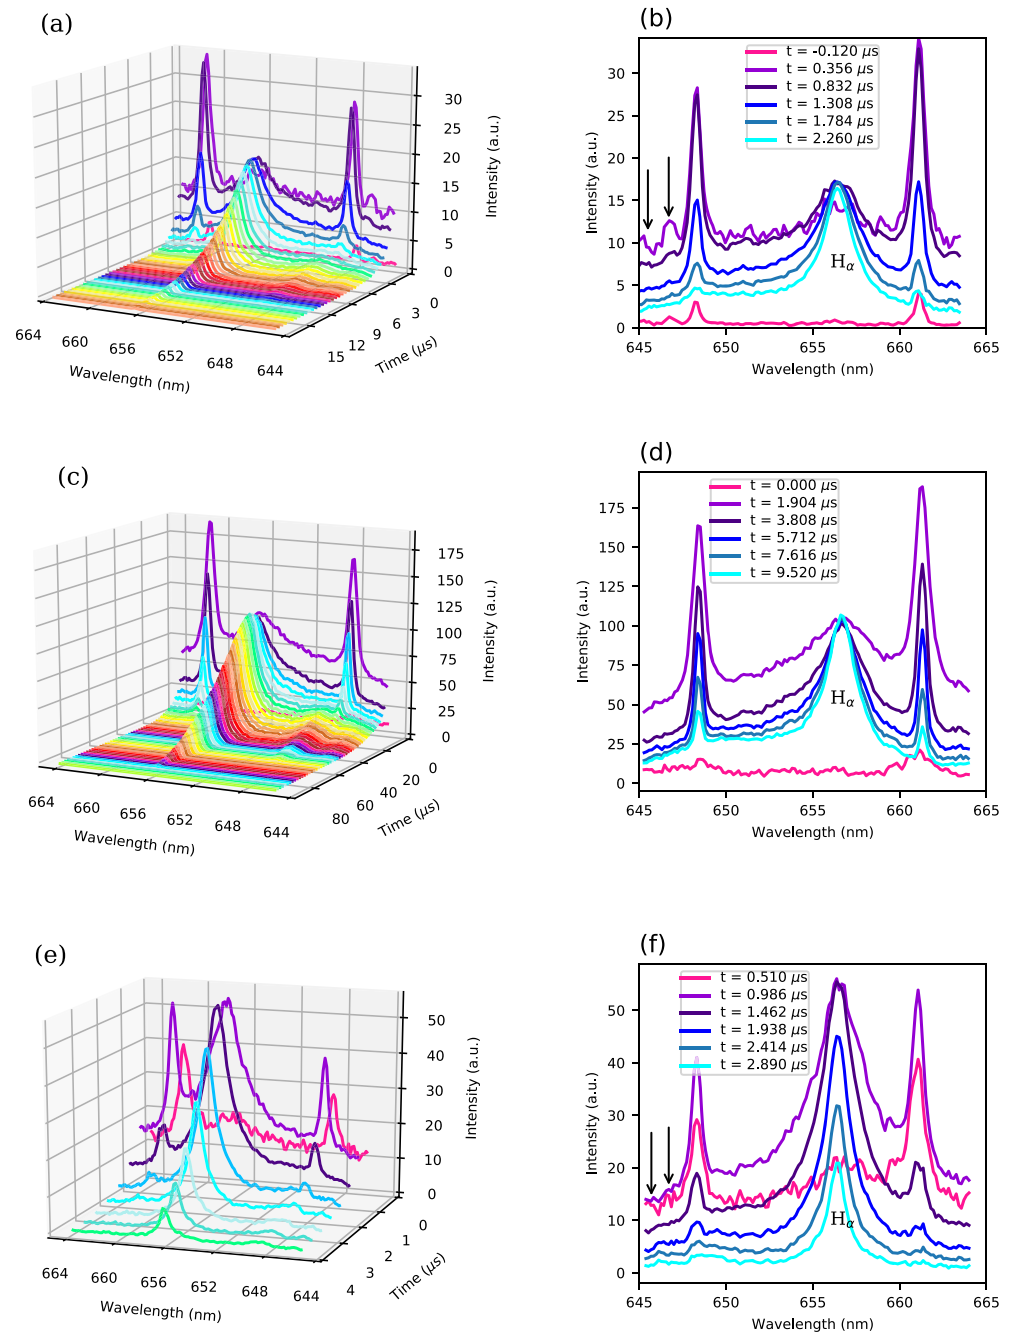 (a)
30
25
20
15
10
5
0
Intensity (a.u.)
664
660
656
652
648
644
Wavelength (nm)
15
12
9
6
3
0
Time (μs)
(b)
t = -0.120 μs
t = 0.356 μs
t = 0.832 μs
t = 1.308 μs
t = 1.784 μs
t = 2.260 μs
Hα
30
25
20
15
10
5
0
Intensity (a.u.)
645
650
655
660
665
Wavelength (nm)
(c)
175
150
125
100
75
50
25
0
Intensity (a.u.)
664
660
656
652
648
644
Wavelength (nm)
80
60
40
20
0
Time (μs)
(d)
t = 0.000 μs
t = 1.904 μs
t = 3.808 μs
t = 5.712 μs
t = 7.616 μs
t = 9.520 μs
Hα
175
150
125
100
75
50
25
0
Intensity (a.u.)
645
650
655
660
665
Wavelength (nm)
(e)
50
40
30
20
10
0
Intensity (a.u.)
664
660
656
652
648
644
Wavelength (nm)
4
3
2
1
0
Time (μs)
(f)
t = 0.510 μs
t = 0.986 μs
t = 1.462 μs
t = 1.938 μs
t = 2.414 μs
t = 2.890 μs
Hα
50
40
30
20
10
0
Intensity (a.u.)
645
650
655
660
665
Wavelength (nm)